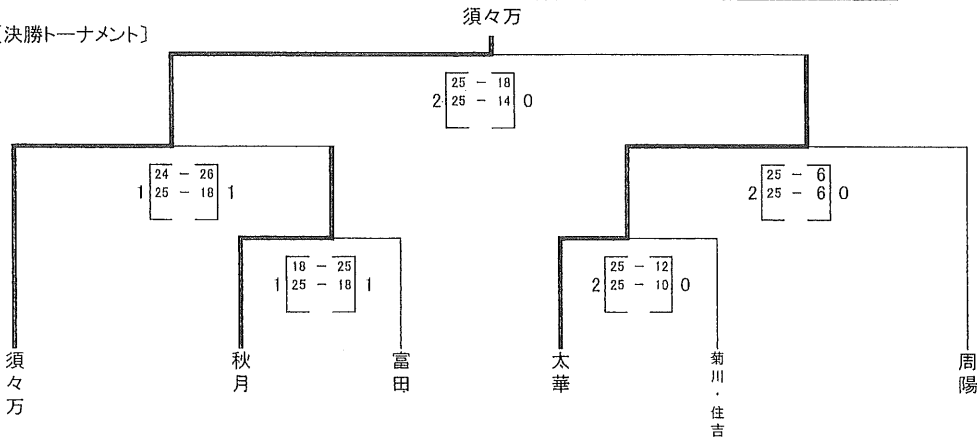 須々万
〔決勝トーナメント〕
25 - 18
2 25 - 14 0
24 - 26
1 25 - 18 1
25 - 6
2 25 - 6 0
18 - 25
1 25 - 18 1
25 - 12
2 25 - 10 0
須々万
秋月
富田
太華
菊川・住吉
周陽